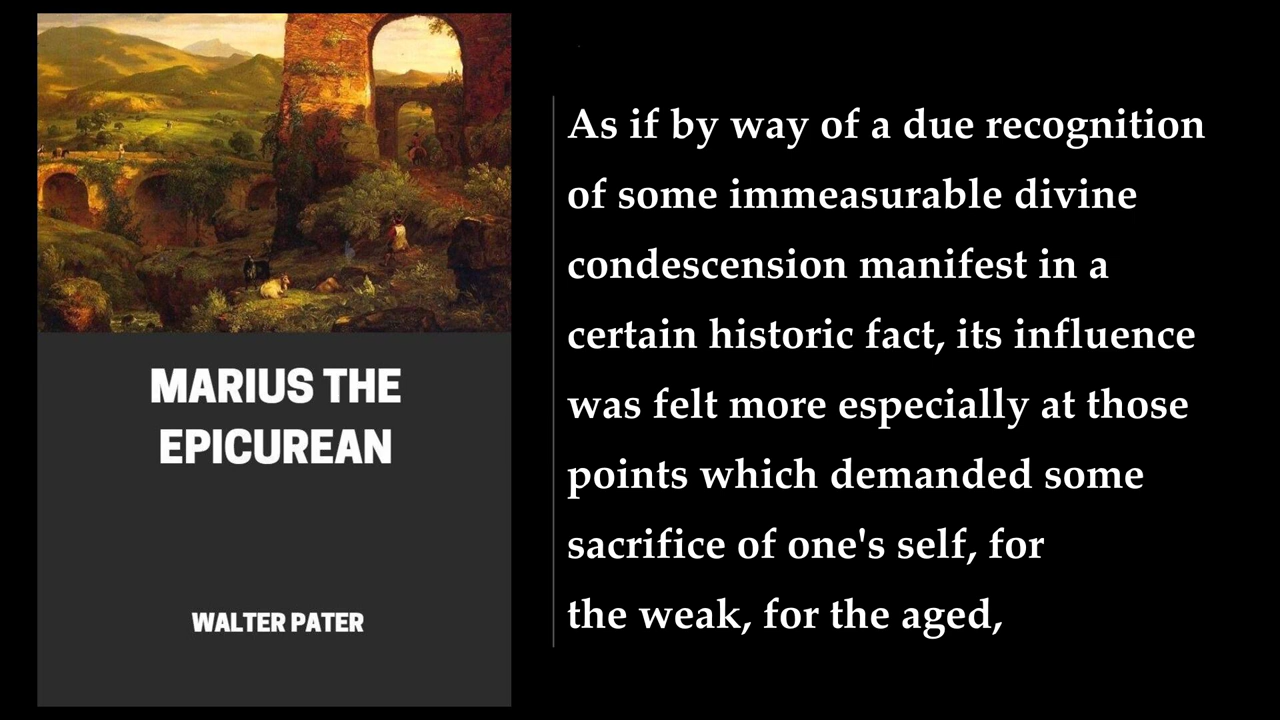 MARIUS THE
EPICUREAN
WALTER PATER
As if by way of a due recognition
of some immeasurable divine
condescension manifest in a
certain historic fact, its influence
was felt more especially at those
points which demanded some
sacrifice of one's self, for
the weak, for the aged,